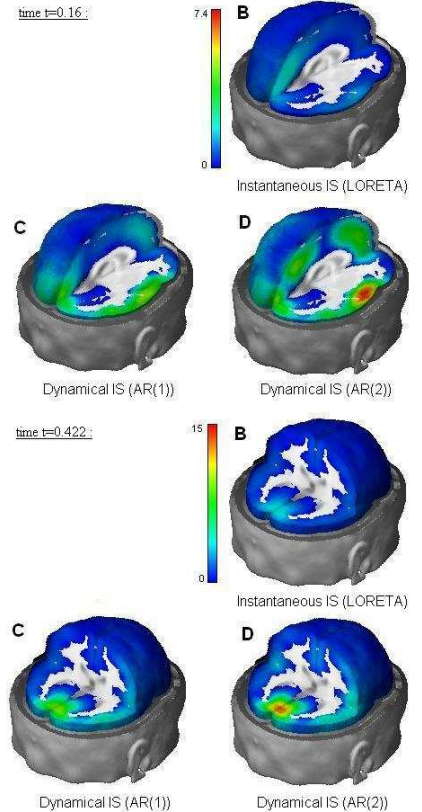 time t=0.16 :
7.4
B
0
Instantaneous IS (LORETA)
C
D
Dynamical IS (AR(1))
Dynamical IS (AR(2))
time t=0.422 :
15
B
0
Instantaneous IS (LORETA)
C
D
Dynamical IS (AR(1))
Dynamical IS (AR(2))